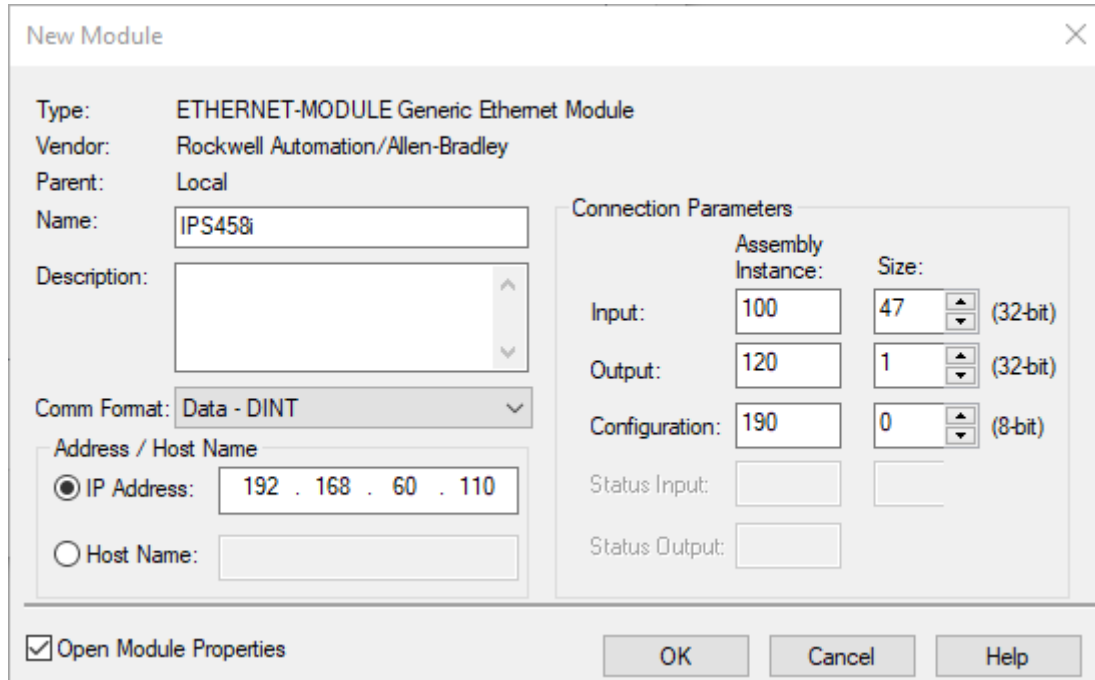 New Module
Type: ETHERNET-MODULE Generic Ethernet Module
Vendor: Rockwell Automation/Allen-Bradley
Parent: Local
Name: IPS458i
Description:
Comm Format: Data - DINT
Address / Host Name
IP Address: 192 . 168 . 60 . 110
Host Name:
Connection Parameters
Assembly
Instance: Size:
Input: 100 47 (32-bit)
Output: 120 1 (32-bit)
Configuration: 190 0 (8-bit)
Status Input:
Status Output:
Open Module Properties
OK Cancel Help